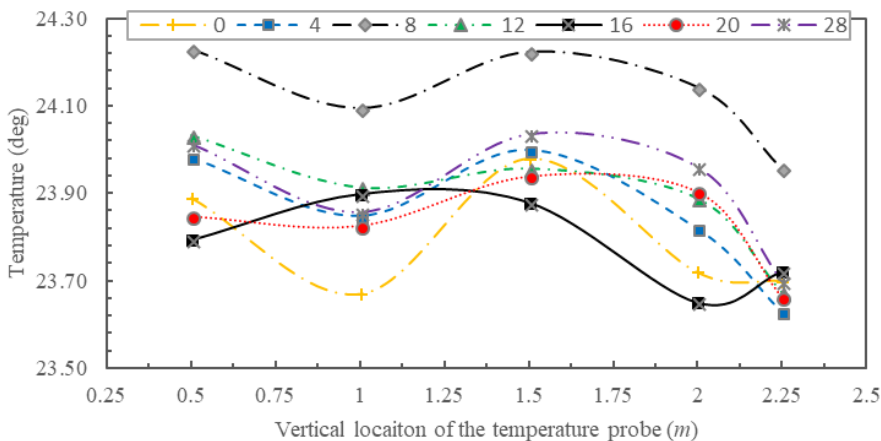 24.30
0 4 8 12 16 20 28
24.10
23.90
23.70
23.50
Temperature (deg)
0.25 0.5 0.75 1 1.25 1.5 1.75 2 2.25 2.5
Vertical locaiton of the temperature probe (m)